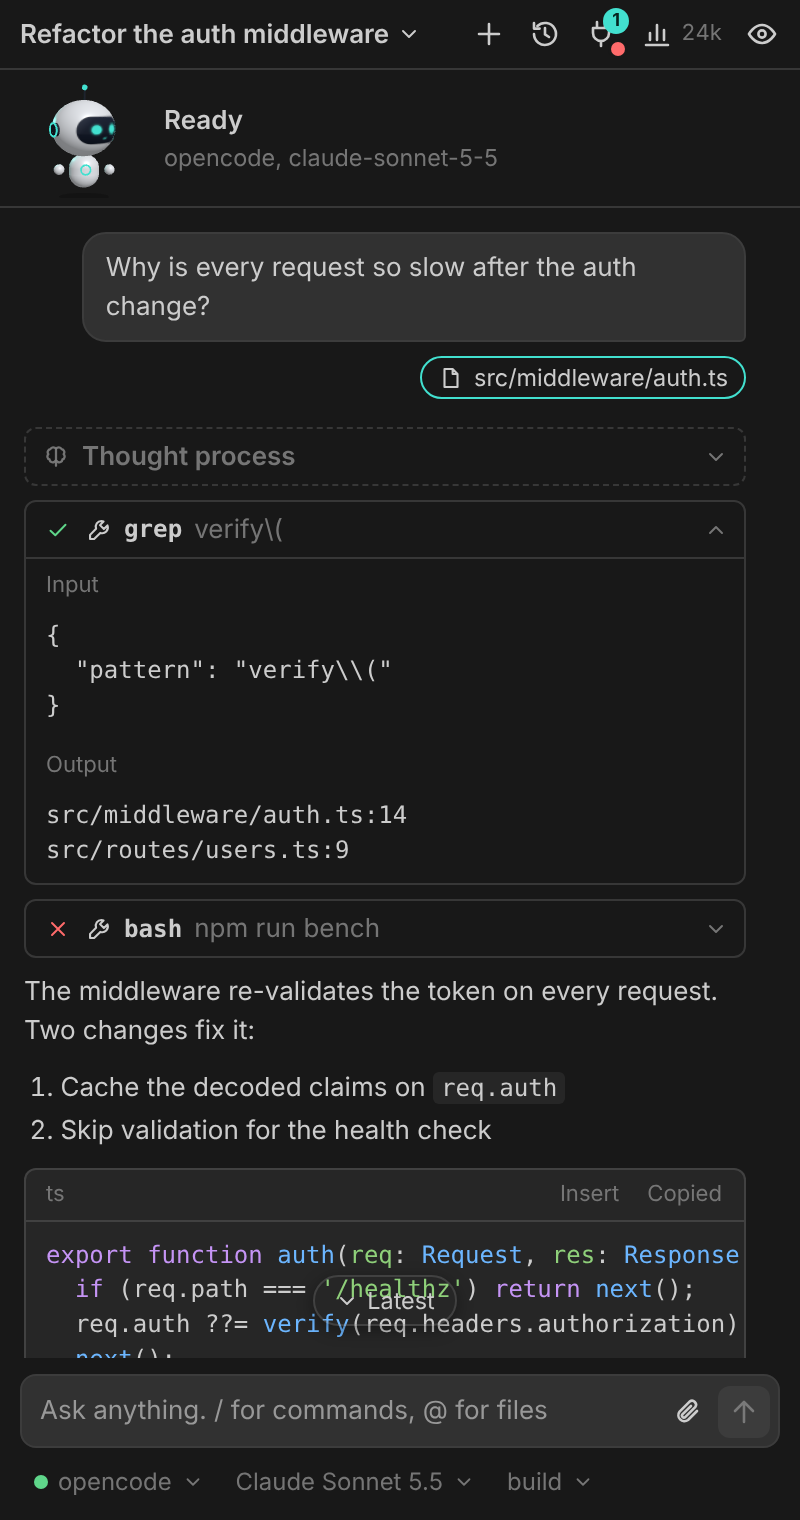 Refactor the auth middleware
1
24k
Ready
opencode, claude-sonnet-5-5
Why is every request so slow after the auth
change?
src/middleware/auth.ts
Thought process
grep verify\(
Input
{
  "pattern": "verify\\("
}
Output
src/middleware/auth.ts:14
src/routes/users.ts:9
bash npm run bench
The middleware re-validates the token on every request.
Two changes fix it:
1. Cache the decoded claims on req.auth
2. Skip validation for the health check
ts Insert Copied
export function auth(req: Request, res: Response
  if (req.path === '/healthz') return next();
Latest
  req.auth ??= verify(req.headers.authorization)
  next();
Ask anything. / for commands, @ for files
opencode Claude Sonnet 5.5 build